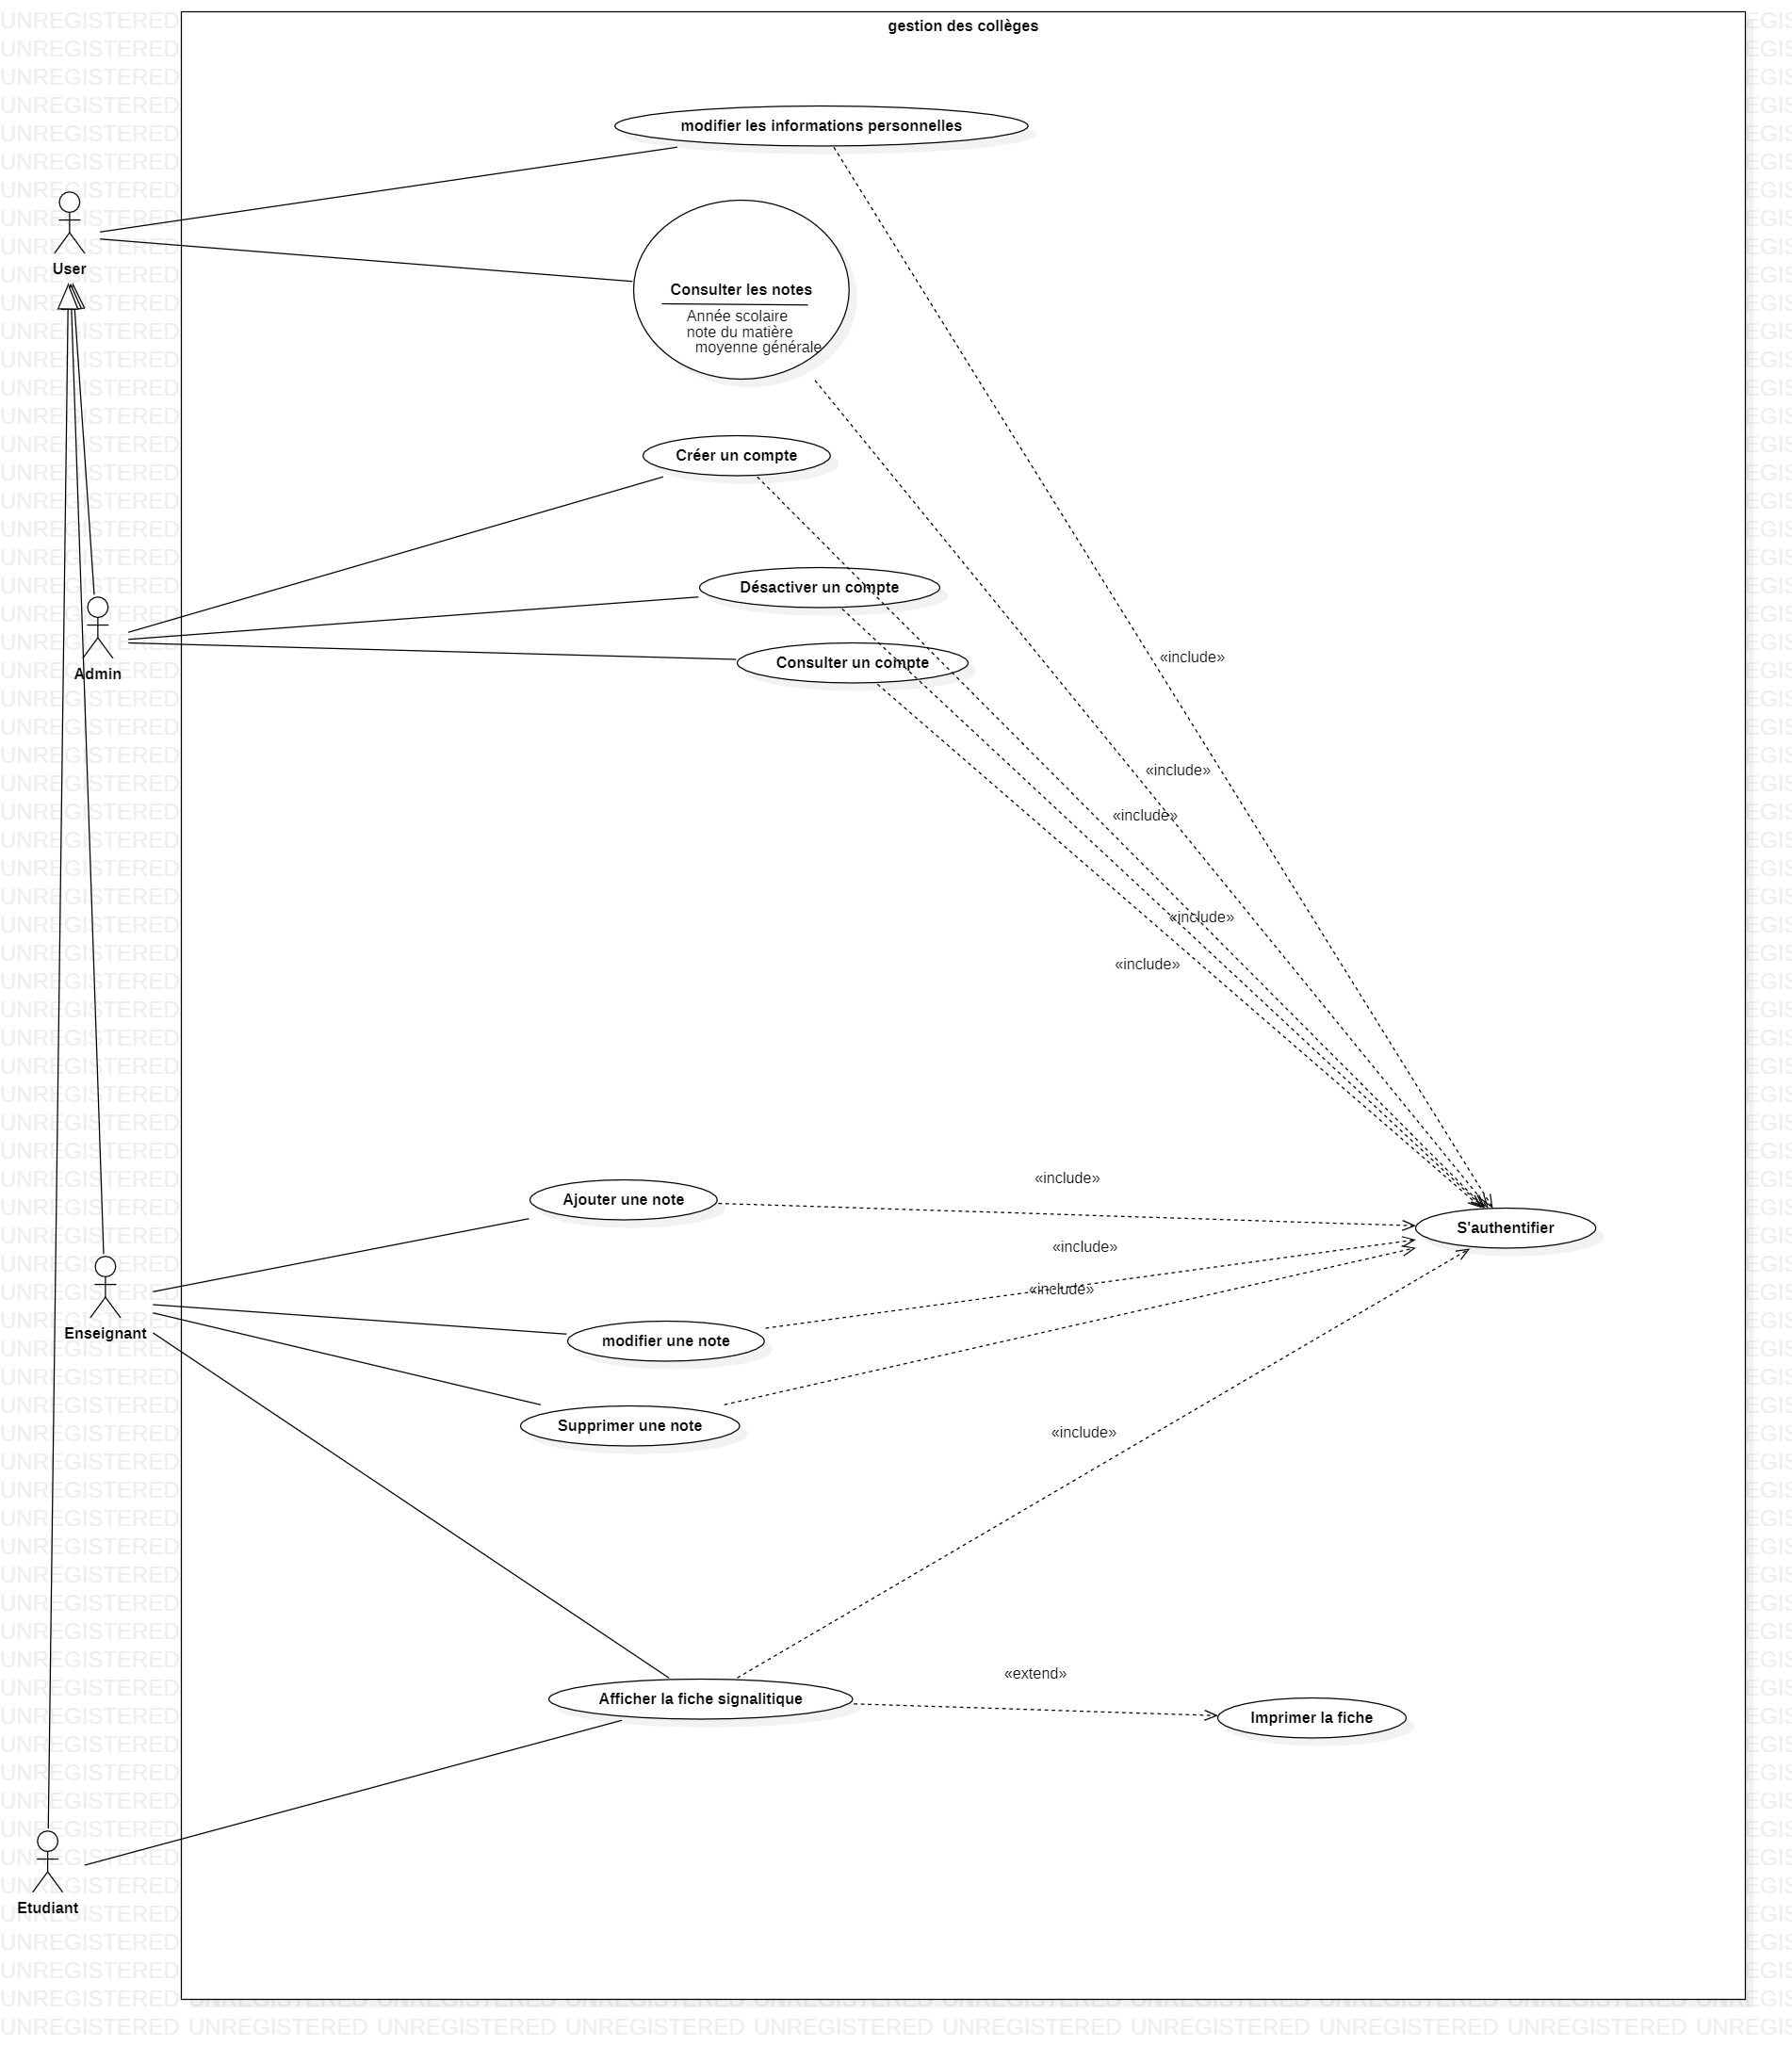 gestion des collèges
modifier les informations personnelles
User
Consulter les notes
Année scolaire
note du matière
moyenne générale
Créer un compte
Désactiver un compte
Admin
Consulter un compte
«include»
«include»
«include»
«include»
«include»
Ajouter une note
«include»
S'authentifier
«include»
«include»
Enseignant
modifier une note
Supprimer une note
«include»
«extend»
Afficher la fiche signalitique
Imprimer la fiche
Etudiant
UNREGISTERED UNREGISTERED UNREGISTERED UNREGISTERED UNREGISTERED UNREGISTERED UNREGISTERED UNREGISTERED UNREGISTERED